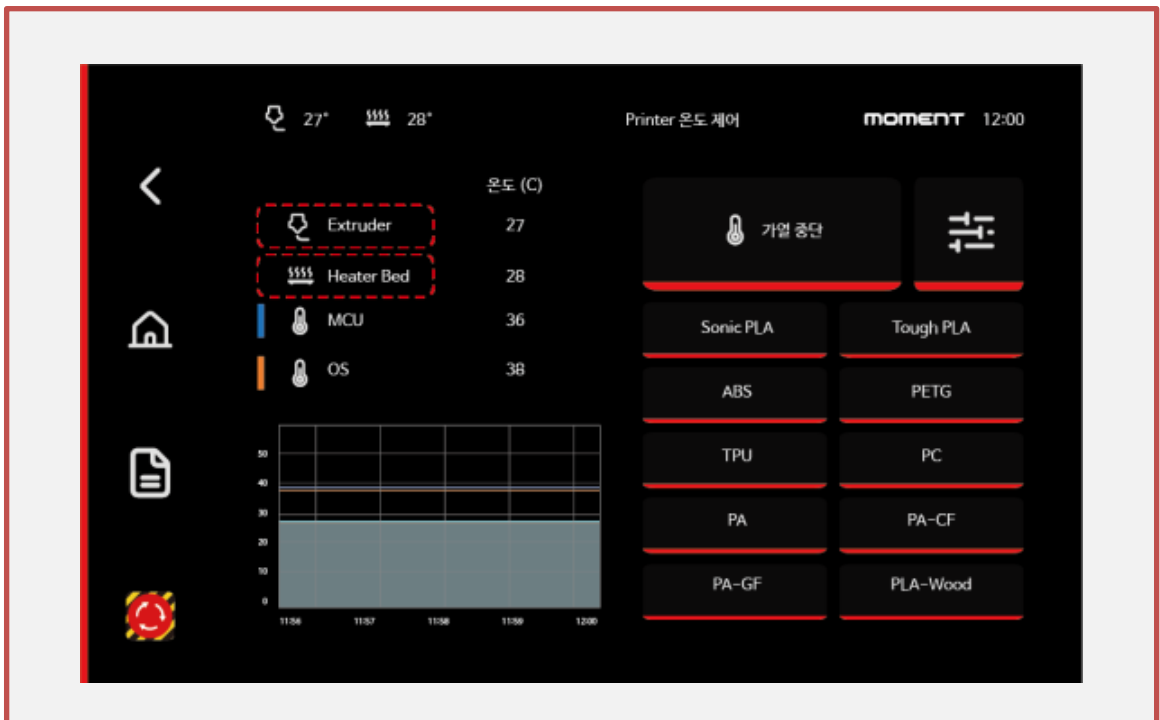 27° 28° Printer 온도 제어 moment 12:00
온도 (C)
Extruder 27
Heater Bed 28
MCU 36
OS 38
가열 중단
Sonic PLA Tough PLA
ABS PETG
TPU PC
PA PA-CF
PA-GF PLA-Wood
50
40
30
20
10
0
11:56 11:57 11:58 11:59 12:00